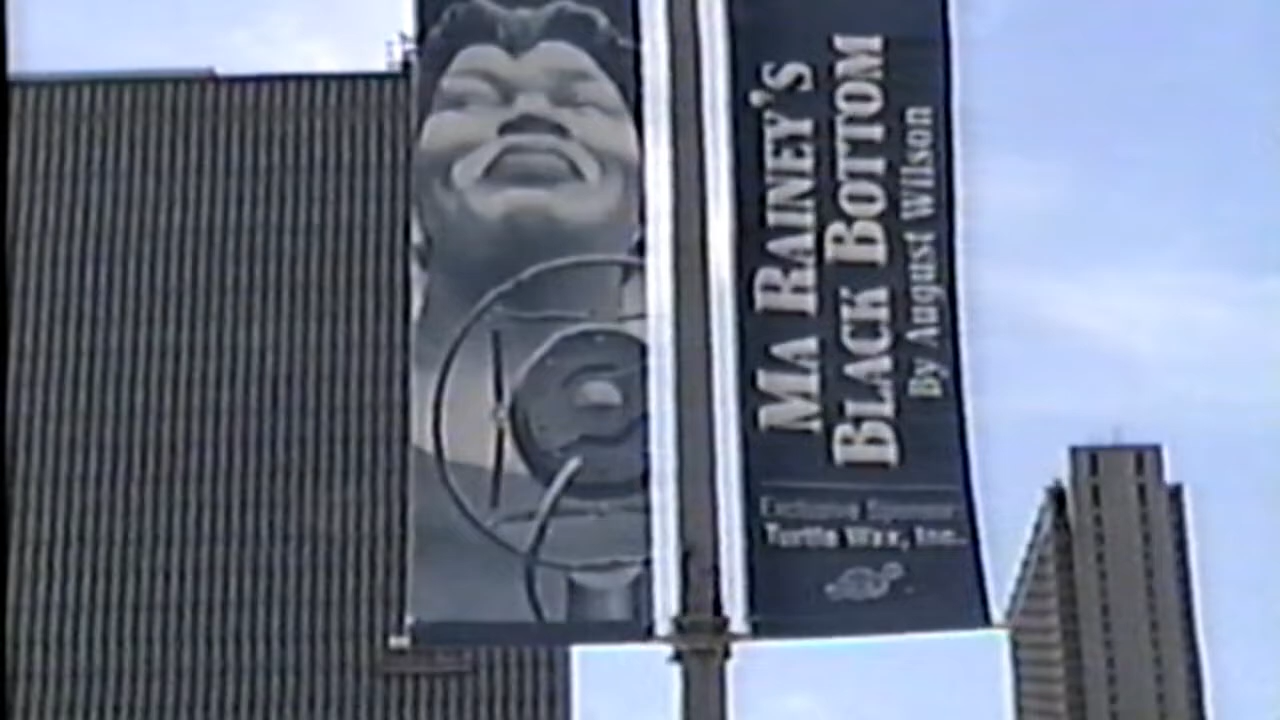 MA RAINEY'S
BLACK BOTTOM
By August Wilson
Exclusive Sponsor
Turtle Wax, Inc.